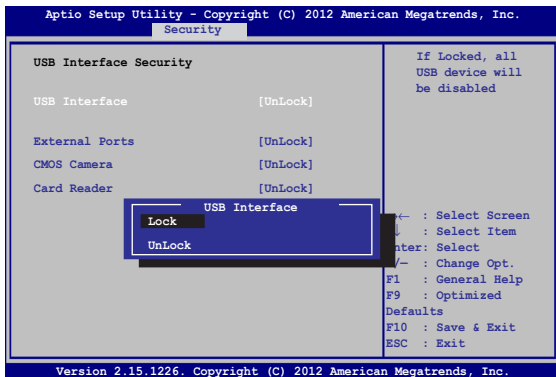 Aptio Setup Utility - Copyright (C) 2012 American Megatrends, Inc.
Security
USB Interface Security
USB Interface [UnLock]
External Ports [UnLock]
CMOS Camera [UnLock]
Card Reader [UnLock]
USB Interface
Lock
UnLock
If Locked, all
USB device will
be disabled
→← : Select Screen
↓ : Select Item
nter: Select
/— : Change Opt.
F1 : General Help
F9 : Optimized
Defaults
F10 : Save & Exit
ESC : Exit
Version 2.15.1226. Copyright (C) 2012 American Megatrends, Inc.